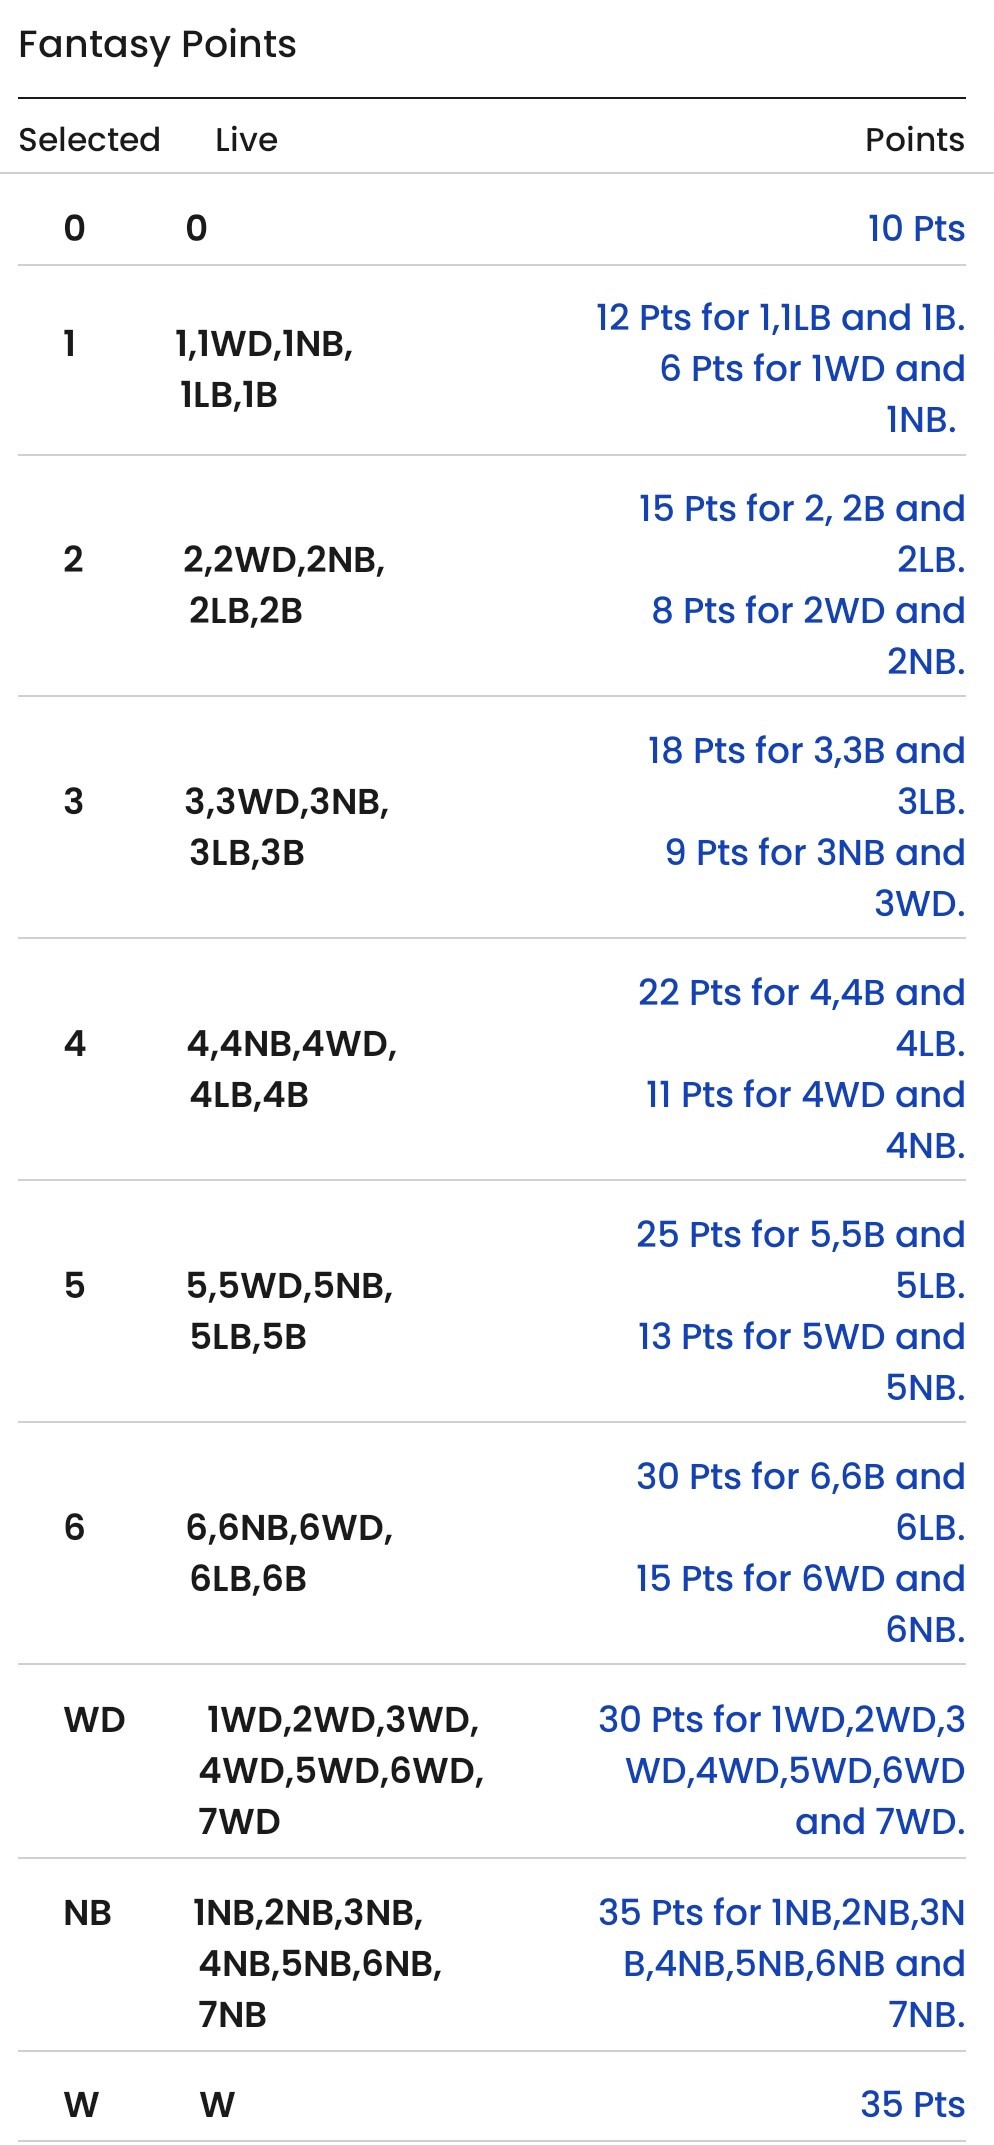 Fantasy Points
Selected Live Points
0 0 10 Pts
12 Pts for 1,1LB and 1B.
1 1,1WD,1NB, 6 Pts for 1WD and
1LB,1B 1NB.
15 Pts for 2, 2B and
2 2,2WD,2NB, 2LB.
2LB,2B 8 Pts for 2WD and
2NB.
18 Pts for 3,3B and
3 3,3WD,3NB, 3LB.
3LB,3B 9 Pts for 3NB and
3WD.
22 Pts for 4,4B and
4 4,4NB,4WD, 4LB.
4LB,4B 11 Pts for 4WD and
4NB.
25 Pts for 5,5B and
5 5,5WD,5NB, 5LB.
5LB,5B 13 Pts for 5WD and
5NB.
30 Pts for 6,6B and
6 6,6NB,6WD, 6LB.
6LB,6B 15 Pts for 6WD and
6NB.
WD 1WD,2WD,3WD, 30 Pts for 1WD,2WD,3
4WD,5WD,6WD, WD,4WD,5WD,6WD
7WD and 7WD.
NB 1NB,2NB,3NB, 35 Pts for 1NB,2NB,3N
4NB,5NB,6NB, B,4NB,5NB,6NB and
7NB 7NB.
W W 35 Pts